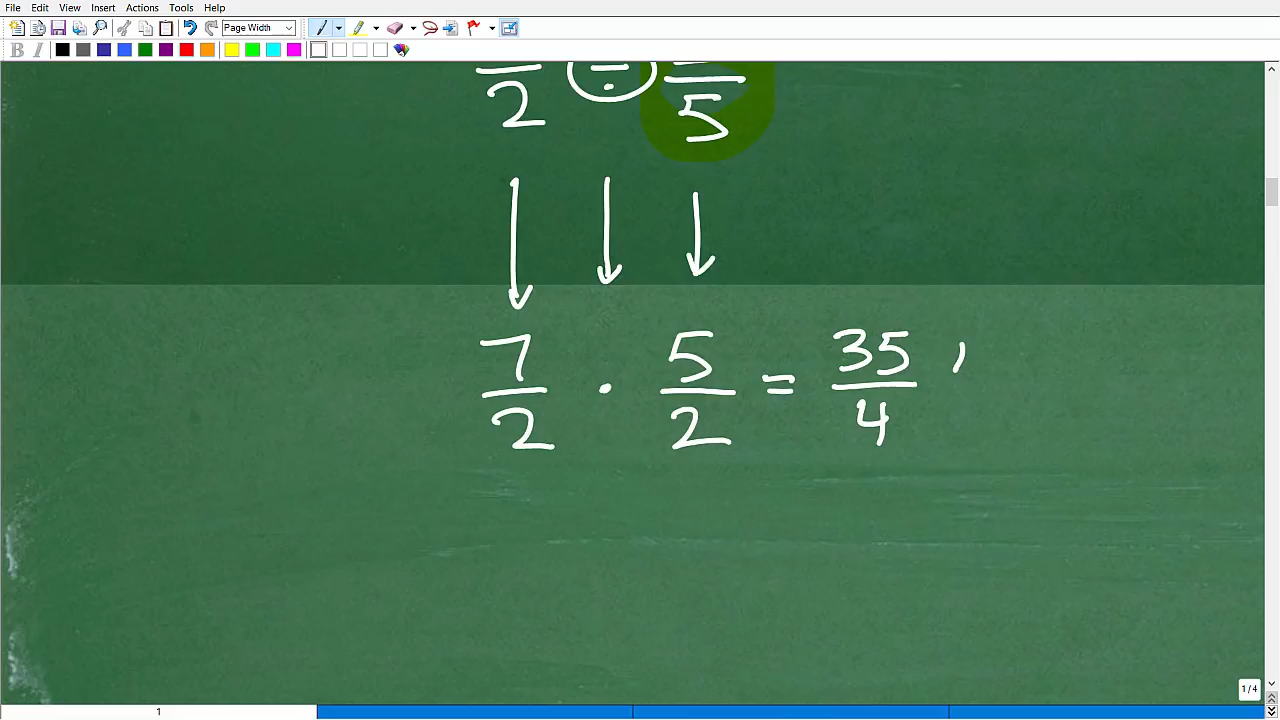 File Edit View Insert Actions Tools Help
Page Width
B I
2 ÷ 5
7/2 · 5/2 = 35/4
1/4
1